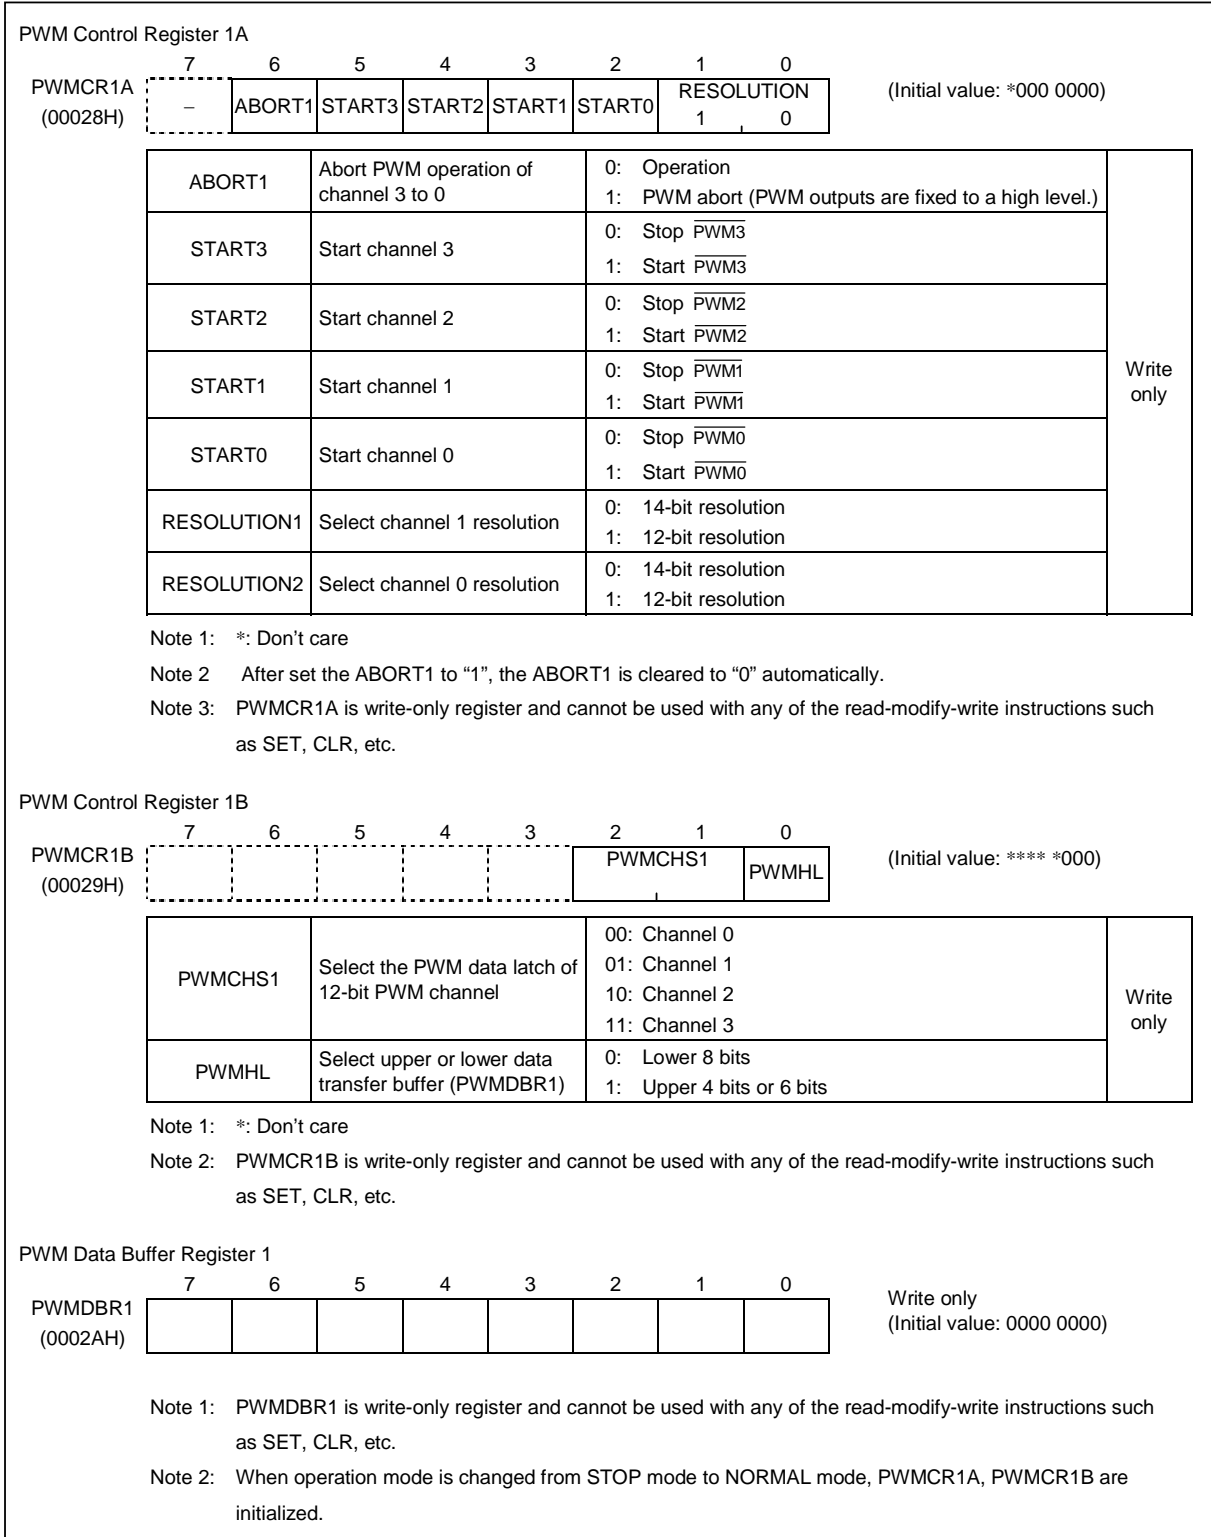 PWM Control Register 1A
7 6 5 4 3 2 1 0
PWMCR1A
(00028H)
– ABORT1 START3 START2 START1 START0 RESOLUTION
1 0
(Initial value: *000 0000)
ABORT1
Abort PWM operation of
channel 3 to 0
0: Operation
1: PWM abort (PWM outputs are fixed to a high level.)
START3
Start channel 3
0: Stop P̅W̅M̅3̅
1: Start P̅W̅M̅3̅
START2
Start channel 2
0: Stop P̅W̅M̅2̅
1: Start P̅W̅M̅2̅
START1
Start channel 1
0: Stop P̅W̅M̅1̅
1: Start P̅W̅M̅1̅
START0
Start channel 0
0: Stop P̅W̅M̅0̅
1: Start P̅W̅M̅0̅
RESOLUTION1
Select channel 1 resolution
0: 14-bit resolution
1: 12-bit resolution
RESOLUTION2
Select channel 0 resolution
0: 14-bit resolution
1: 12-bit resolution
Write
only
Note 1: *: Don’t care
Note 2 After set the ABORT1 to “1”, the ABORT1 is cleared to “0” automatically.
Note 3: PWMCR1A is write-only register and cannot be used with any of the read-modify-write instructions such
as SET, CLR, etc.
PWM Control Register 1B
7 6 5 4 3 2 1 0
PWMCR1B
(00029H)
PWMCHS1 PWMHL
(Initial value: **** *000)
PWMCHS1
Select the PWM data latch of
12-bit PWM channel
00: Channel 0
01: Channel 1
10: Channel 2
11: Channel 3
PWMHL
Select upper or lower data
transfer buffer (PWMDBR1)
0: Lower 8 bits
1: Upper 4 bits or 6 bits
Write
only
Note 1: *: Don’t care
Note 2: PWMCR1B is write-only register and cannot be used with any of the read-modify-write instructions such
as SET, CLR, etc.
PWM Data Buffer Register 1
7 6 5 4 3 2 1 0
PWMDBR1
(0002AH)
Write only
(Initial value: 0000 0000)
Note 1: PWMDBR1 is write-only register and cannot be used with any of the read-modify-write instructions such
as SET, CLR, etc.
Note 2: When operation mode is changed from STOP mode to NORMAL mode, PWMCR1A, PWMCR1B are
initialized.